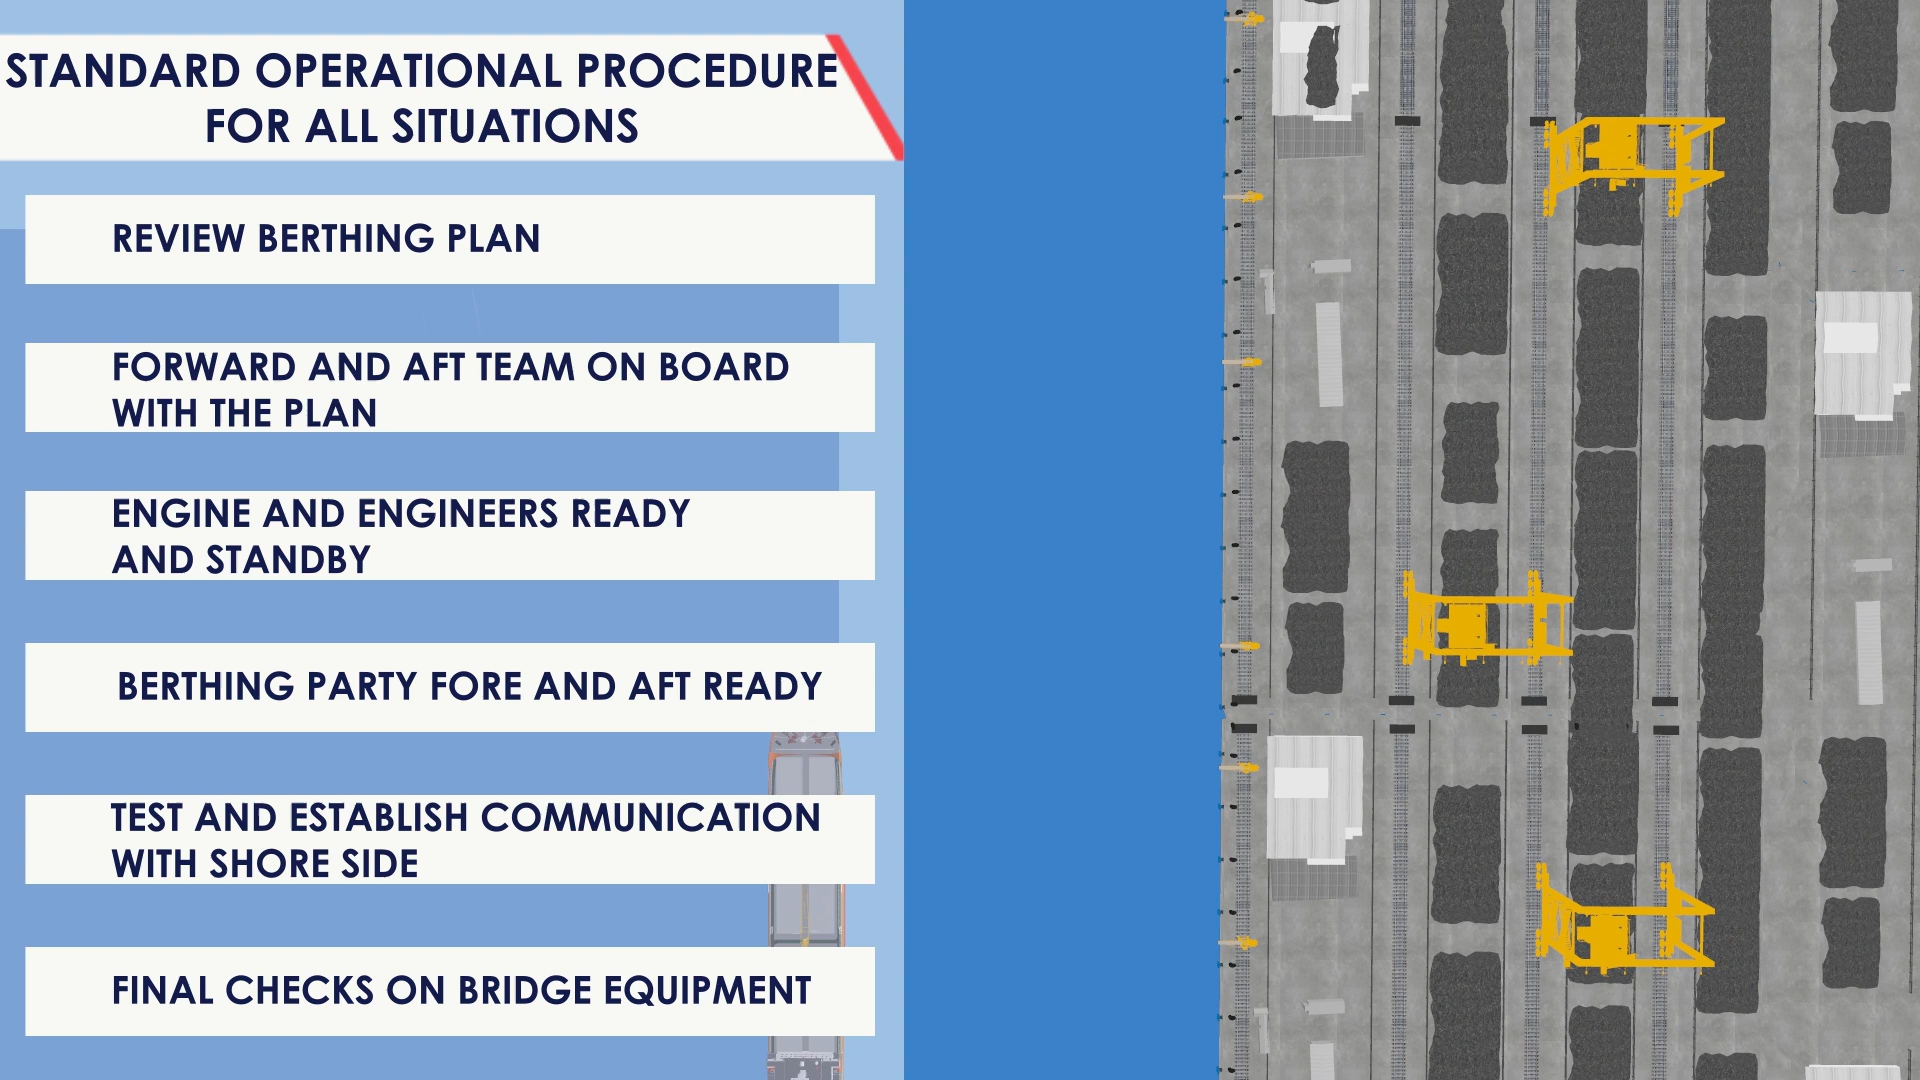 STANDARD OPERATIONAL PROCEDURE
FOR ALL SITUATIONS
REVIEW BERTHING PLAN
FORWARD AND AFT TEAM ON BOARD
WITH THE PLAN
ENGINE AND ENGINEERS READY
AND STANDBY
BERTHING PARTY FORE AND AFT READY
TEST AND ESTABLISH COMMUNICATION
WITH SHORE SIDE
FINAL CHECKS ON BRIDGE EQUIPMENT